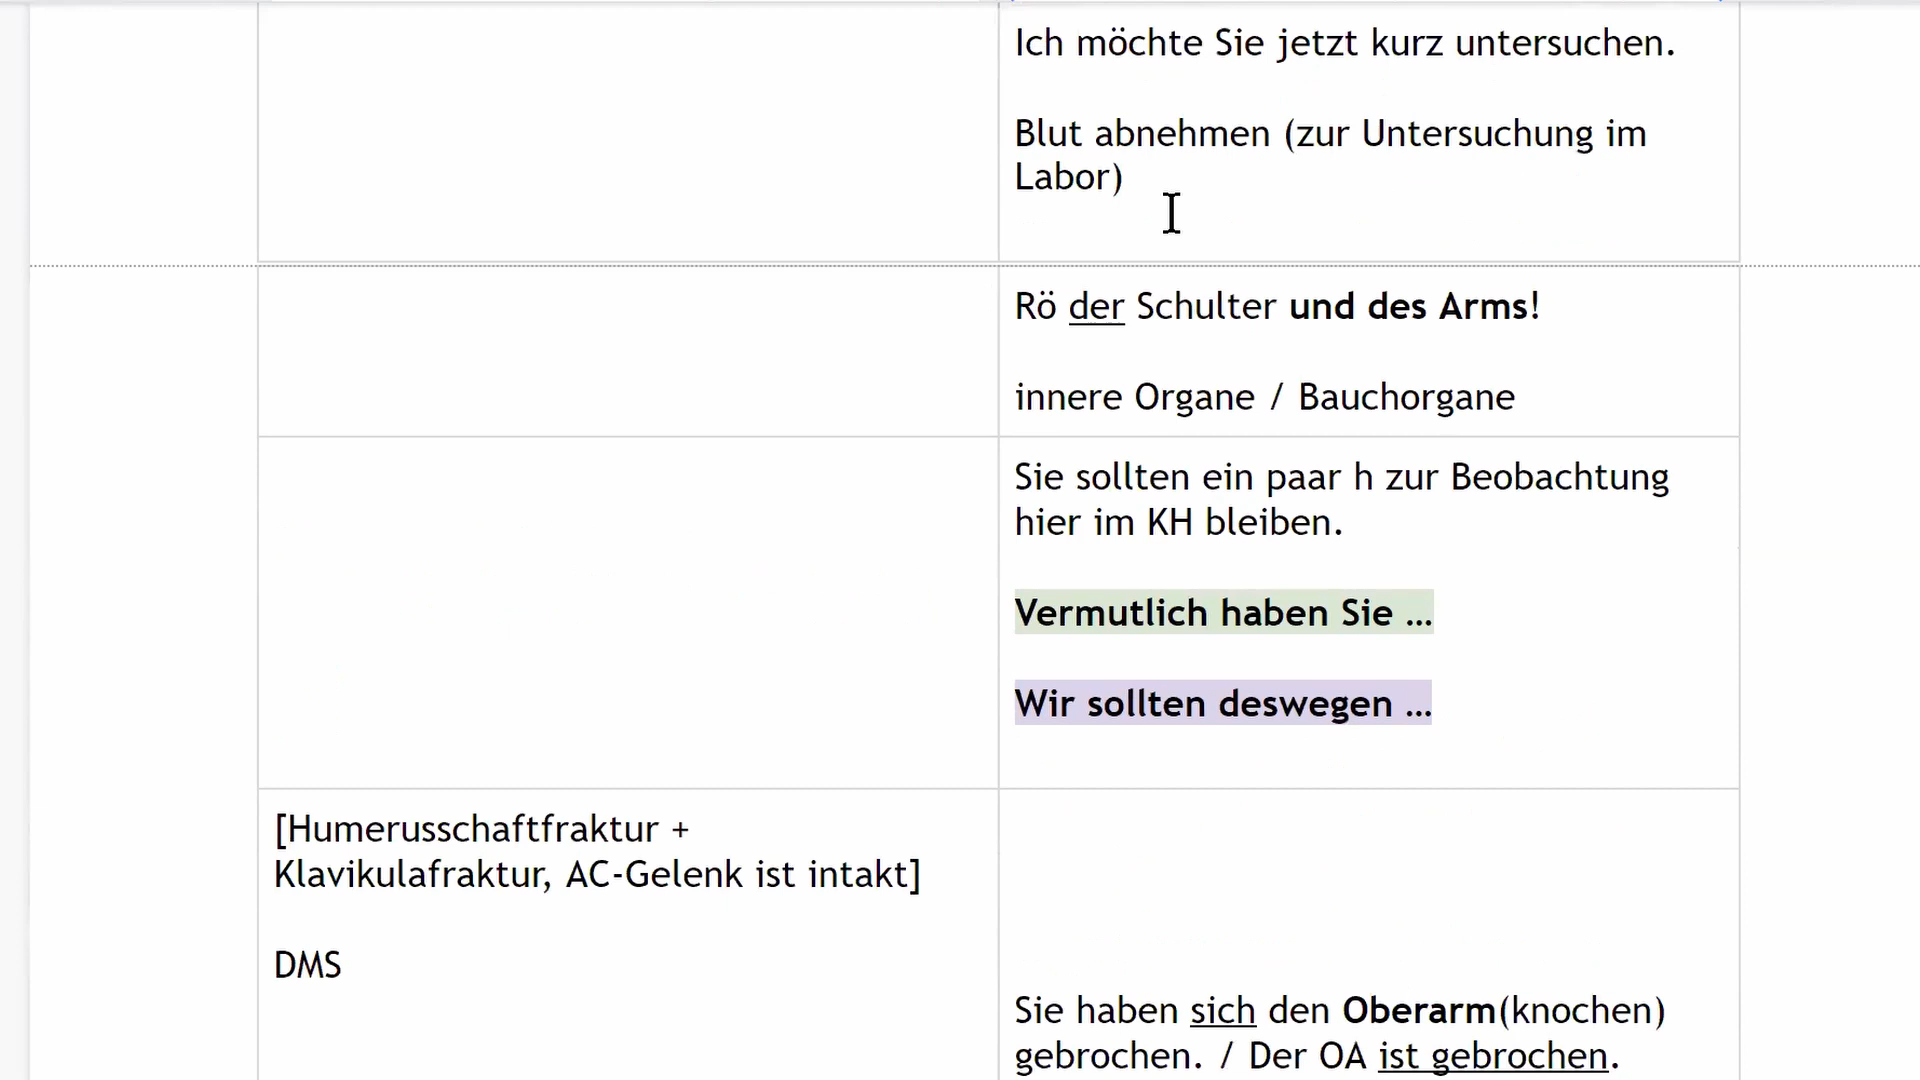 Ich möchte Sie jetzt kurz untersuchen.
Blut abnehmen (zur Untersuchung im
Labor)
Rö der Schulter und des Arms!
innere Organe / Bauchorgane
Sie sollten ein paar h zur Beobachtung
hier im KH bleiben.
Vermutlich haben Sie ...
Wir sollten deswegen ...
[Humerusschaftfraktur +
Klavikulafraktur, AC-Gelenk ist intakt]
DMS
Sie haben sich den Oberarm(knochen)
gebrochen. / Der OA ist gebrochen.